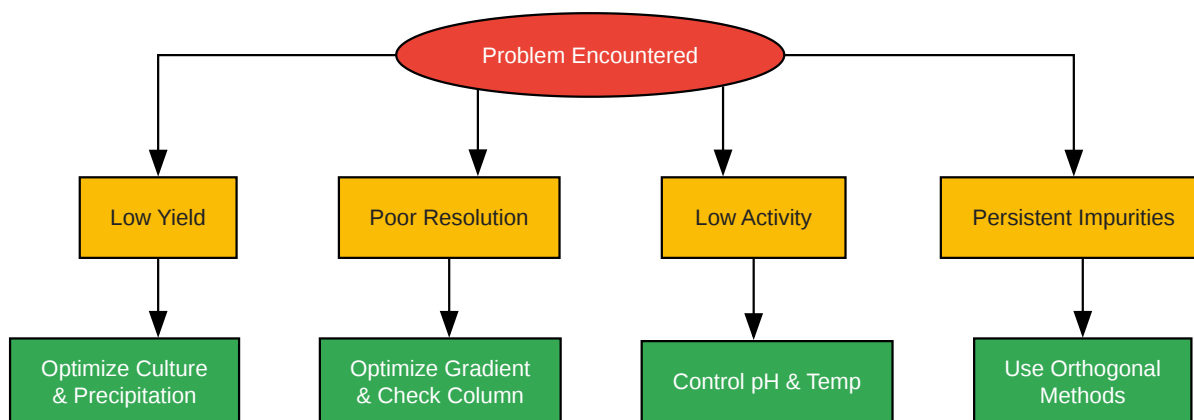 Problem Encountered
Low Yield
Poor Resolution
Low Activity
Persistent Impurities
Optimize Culture
& Precipitation
Optimize Gradient
& Check Column
Control pH & Temp
Use Orthogonal
Methods